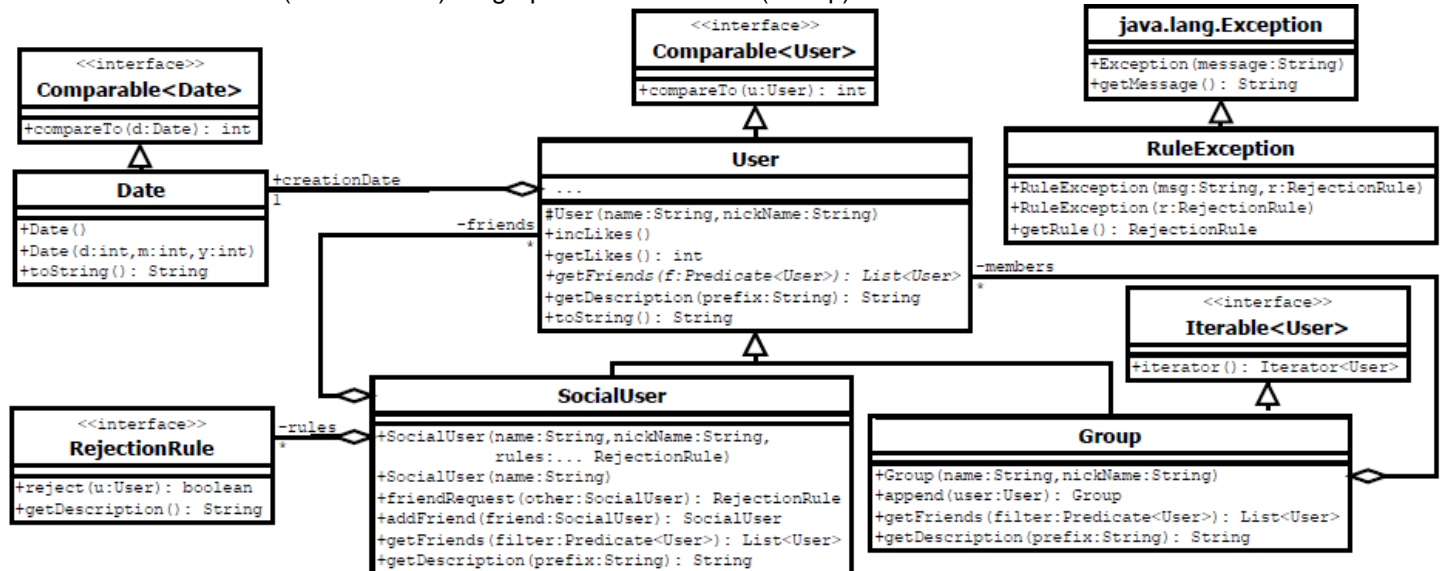 <<interface>>
Comparable<Date>
+compareTo(d:Date): int
<<interface>>
Comparable<User>
+compareTo(u:User): int
java.lang.Exception
+Exception(message:String)
+getMessage(): String
Date
+Date()
+Date(d:int,m:int,y:int)
+toString(): String
+creationDate
1
User
...
#User(name:String,nickName:String)
+incLikes()
+getLikes(): int
+getFriends(f:Predicate<User>): List<User>
+getDescription(prefix:String): String
+toString(): String
-friends
*
RuleException
+RuleException(msg:String,r:RejectionRule)
+RuleException(r:RejectionRule)
+getRule(): RejectionRule
-members
*
<<interface>>
Iterable<User>
+iterator(): Iterator<User>
<<interface>>
RejectionRule
+reject(u:User): boolean
+getDescription(): String
-rules
*
SocialUser
+SocialUser(name:String,nickName:String,
rules:... RejectionRule)
+SocialUser(name:String)
+friendRequest(other:SocialUser): RejectionRule
+addFriend(friend:SocialUser): SocialUser
+getFriends(filter:Predicate<User>): List<User>
+getDescription(prefix:String): String
Group
+Group(name:String,nickName:String)
+append(user:User): Group
+getFriends(filter:Predicate<User>): List<User>
+getDescription(prefix:String): String